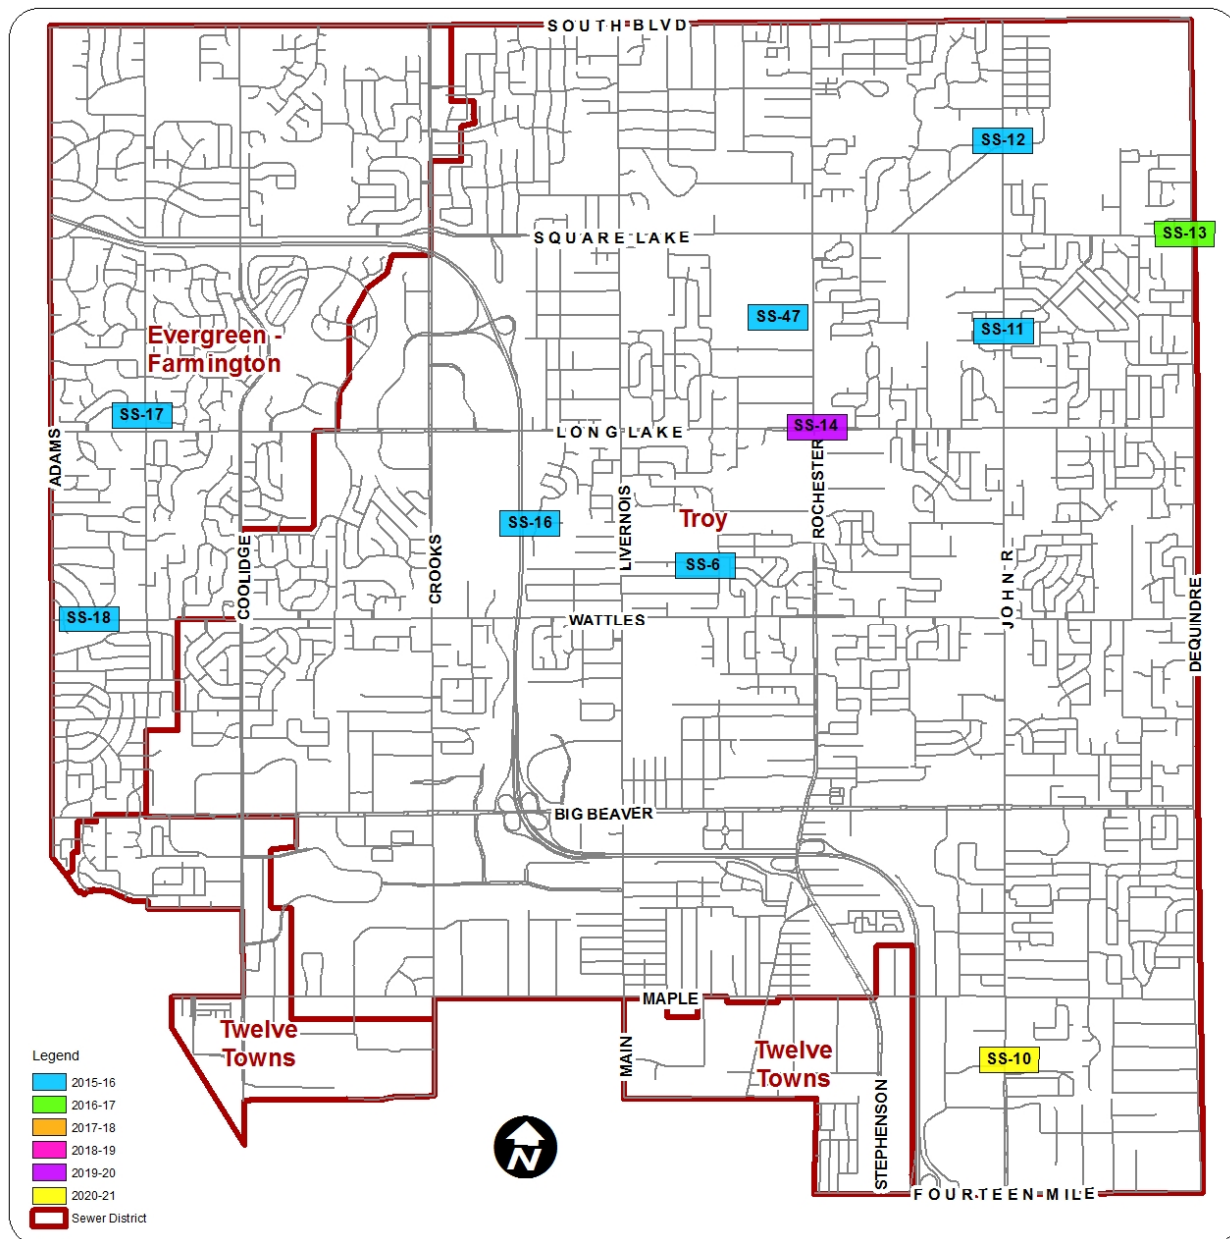 SOUTH BLVD
SS-12
SS-13
SQUARE LAKE
SS-47
SS-11
Evergreen -
Farmington
SS-17
SS-14
LONG LAKE
ADAMS
ROCHESTER
LIVERNOIS
Troy
SS-16
SS-6
COOLIDGE
CROOKS
JOHN R
DEQUINDRE
SS-18
WATTLES
BIG BEAVER
MAPLE
Twelve
Towns
MAIN
Twelve
Towns
SS-10
STEPHENSON
FOURTEEN MILE
N
Legend
2015-16
2016-17
2017-18
2018-19
2019-20
2020-21
Sewer District